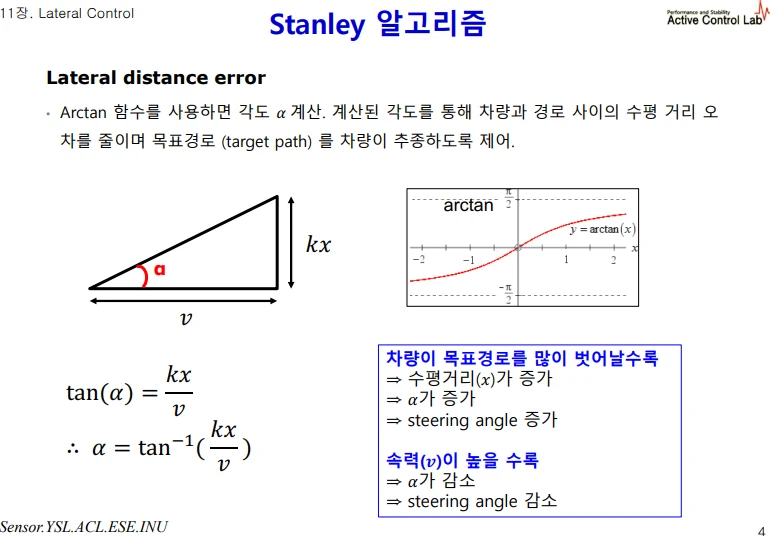 11장. Lateral Control
Stanley 알고리즘
Performance and Stability
Active Control Lab
Lateral distance error
• Arctan 함수를 사용하면 각도 𝛼 계산. 계산된 각도를 통해 차량과 경로 사이의 수평 거리 오
차를 줄이며 목표경로 (target path) 를 차량이 추종하도록 제어.
α
kx
v
arctan
π/2
y = arctan(x)
x
−2 −1 1 2
−π/2
tan(𝛼) = kx/v
∴ 𝛼 = tan⁻¹(kx/v)
차량이 목표경로를 많이 벗어날수록
⇒ 수평거리(𝑥)가 증가
⇒ 𝛼가 증가
⇒ steering angle 증가
속력(𝒗)이 높을 수록
⇒ 𝛼가 감소
⇒ steering angle 감소
Sensor.YSL.ACL.ESE.INU
4